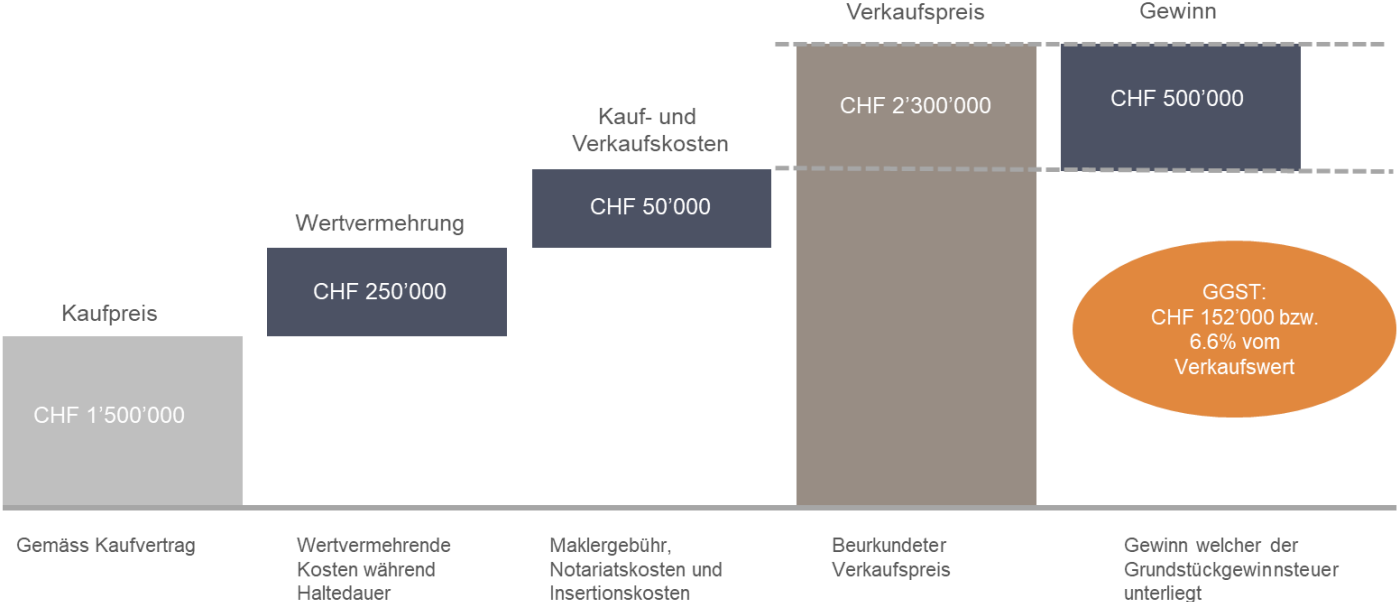 Verkaufspreis
Gewinn
CHF 2’300’000
CHF 500’000
Kauf- und
Verkaufskosten
CHF 50’000
Wertvermehrung
CHF 250’000
Kaufpreis
CHF 1’500’000
GGST:
CHF 152’000 bzw.
6.6% vom
Verkaufswert
Gemäss Kaufvertrag
Wertvermehrende
Kosten während
Haltedauer
Maklergebühr,
Notariatskosten und
Insertionskosten
Beurkundeter
Verkaufspreis
Gewinn welcher der
Grundstückgewinnsteuer
unterliegt